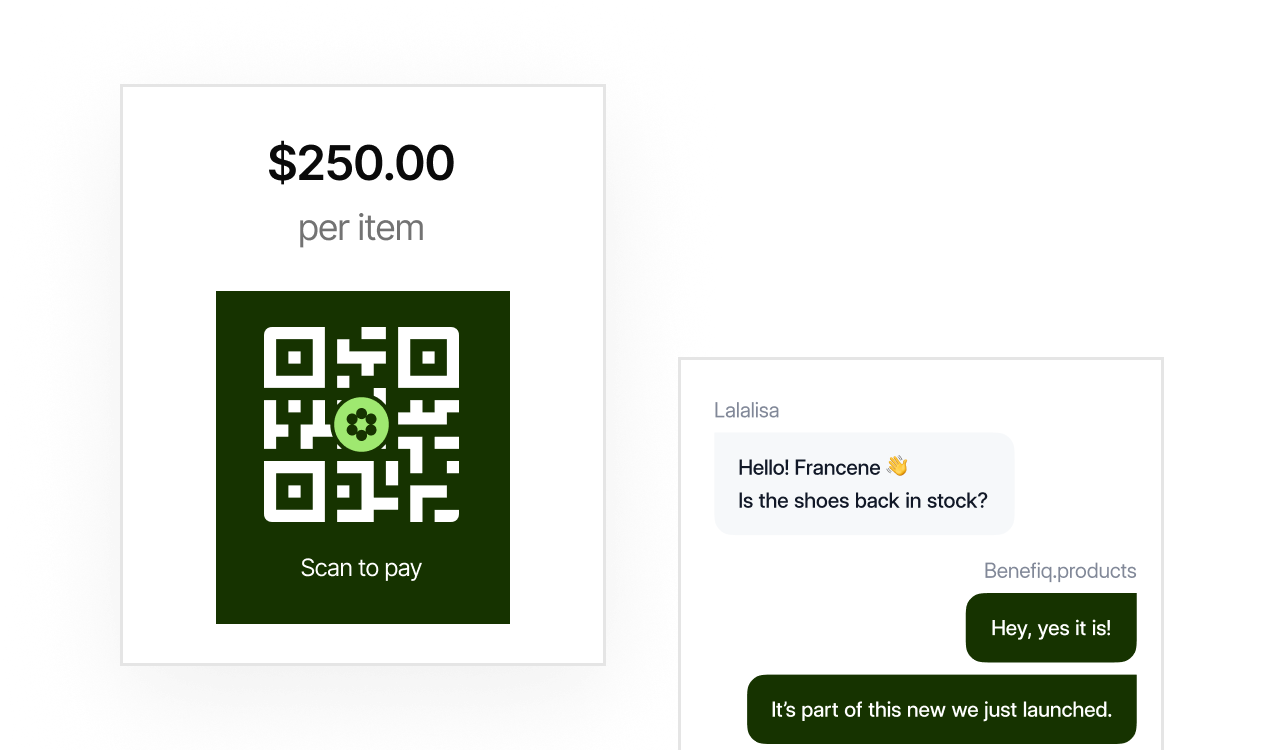 $250.00
per item
Scan to pay
Lalalisa
Hello! Francene 👋
Is the shoes back in stock?
Benefiq.products
Hey, yes it is!
It’s part of this new we just launched.